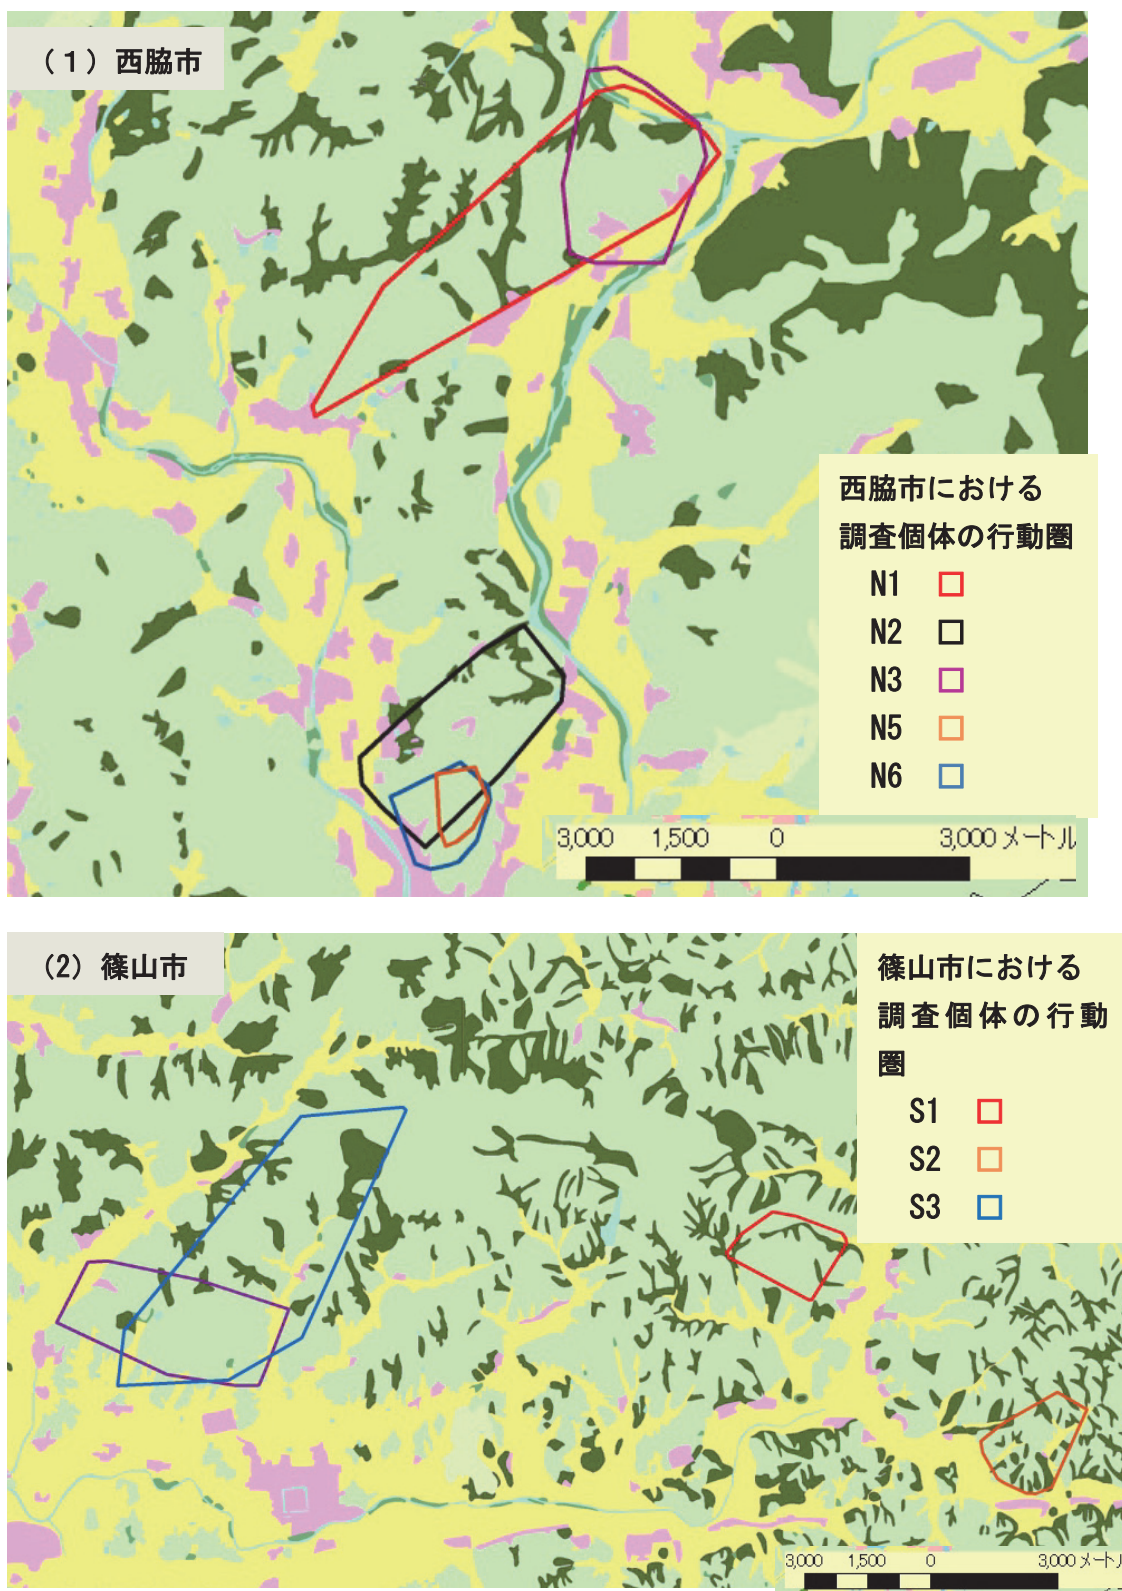 （１）西脇市
西脇市における
調査個体の行動圏
N1
N2
N3
N5
N6
3,000 1,500 0 3,000 メートル
(2) 篠山市
篠山市における
調査個体の行動
圏
S1
S2
S3
3,000 1,500 0 3,000 メートル